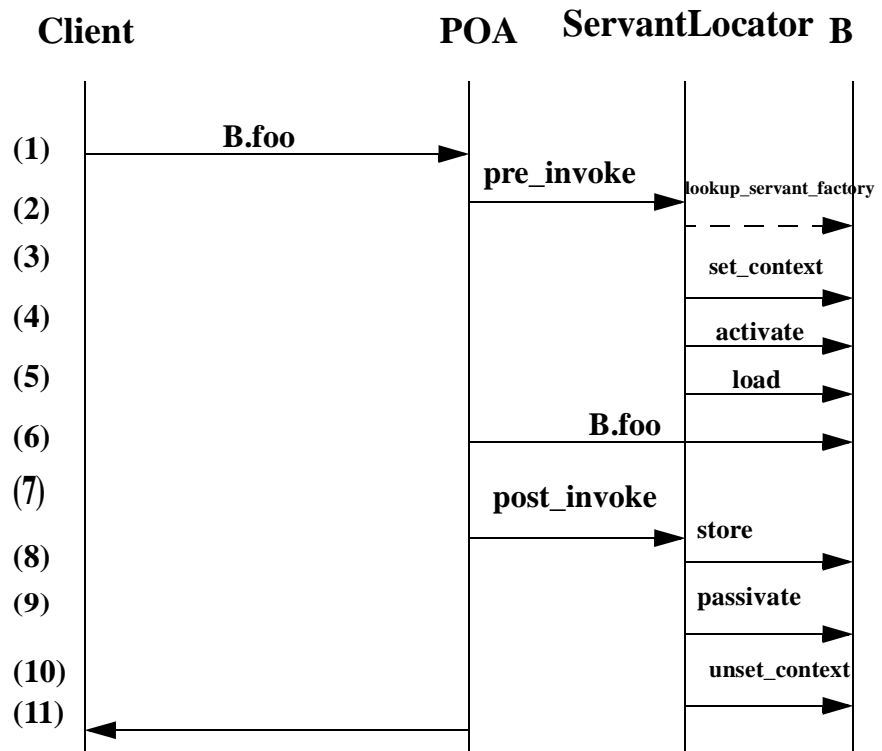 Client POA ServantLocator B
(1) B.foo
pre_invoke lookup_servant_factory
(2)
(3) set_context
(4) activate
(5) load
(6) B.foo
(7) post_invoke
store
(8)
(9) passivate
(10) unset_context
(11)